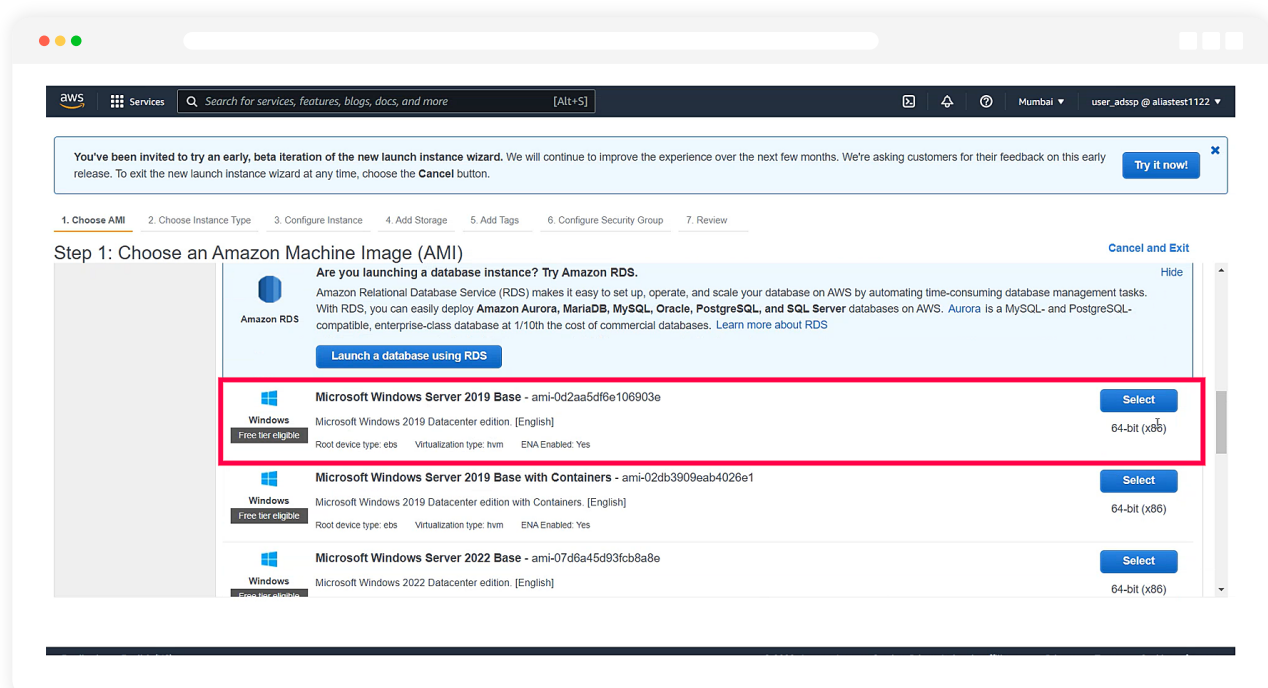 aws Services Search for services, features, blogs, docs, and more [Alt+S] Mumbai ▼ user_adssp @ aliastest1122 ▼
You've been invited to try an early, beta iteration of the new launch instance wizard. We will continue to improve the experience over the next few months. We're asking customers for their feedback on this early
release. To exit the new launch instance wizard at any time, choose the Cancel button.
Try it now!
1. Choose AMI 2. Choose Instance Type 3. Configure Instance 4. Add Storage 5. Add Tags 6. Configure Security Group 7. Review
Step 1: Choose an Amazon Machine Image (AMI)
Cancel and Exit
Amazon RDS
Are you launching a database instance? Try Amazon RDS.
Hide
Amazon Relational Database Service (RDS) makes it easy to set up, operate, and scale your database on AWS by automating time-consuming database management tasks.
With RDS, you can easily deploy Amazon Aurora, MariaDB, MySQL, Oracle, PostgreSQL, and SQL Server databases on AWS. Aurora is a MySQL- and PostgreSQL-
compatible, enterprise-class database at 1/10th the cost of commercial databases. Learn more about RDS
Launch a database using RDS
Windows
Free tier eligible
Microsoft Windows Server 2019 Base - ami-0d2aa5df6e106903e
Microsoft Windows 2019 Datacenter edition. [English]
Root device type: ebs Virtualization type: hvm ENA Enabled: Yes
Select
64-bit (x86)
Windows
Free tier eligible
Microsoft Windows Server 2019 Base with Containers - ami-02db3909eab4026e1
Microsoft Windows 2019 Datacenter edition with Containers. [English]
Root device type: ebs Virtualization type: hvm ENA Enabled: Yes
Select
64-bit (x86)
Windows
Free tier eligible
Microsoft Windows Server 2022 Base - ami-07d6a45d93fcb8a8e
Microsoft Windows 2022 Datacenter edition. [English]
Select
64-bit (x86)